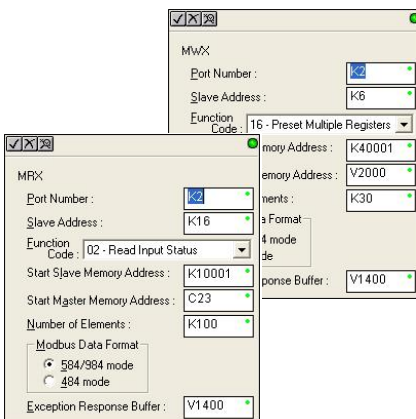 MWX
Port Number : K2
Slave Address : K6
Function Code : 16 - Preset Multiple Registers
mory Address : K40001
emory Address : V2000
ments : K30
a Format
4 mode
de
ponse Buffer : V1400
MRX
Port Number : K2
Slave Address : K16
Function Code : 02 - Read Input Status
Start Slave Memory Address : K10001
Start Master Memory Address : C23
Number of Elements : K100
Modbus Data Format
584/984 mode
484 mode
Exception Response Buffer : V1400